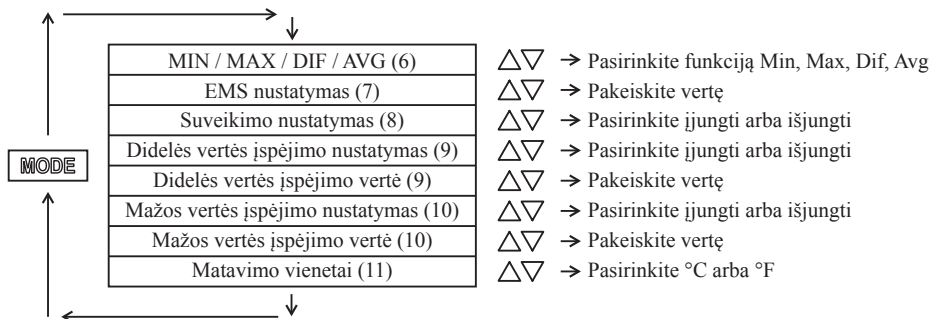 MIN / MAX / DIF / AVG (6) △▽ → Pasirinkite funkciją Min, Max, Dif, Avg
EMS nustatymas (7) △▽ → Pakeiskite vertę
Suveikimo nustatymas (8) △▽ → Pasirinkite įjungti arba išjungti
Didelės vertės įspėjimo nustatymas (9) △▽ → Pasirinkite įjungti arba išjungti
MODE
Didelės vertės įspėjimo vertė (9) △▽ → Pakeiskite vertę
Mažos vertės įspėjimo nustatymas (10) △▽ → Pasirinkite įjungti arba išjungti
Mažos vertės įspėjimo vertė (10) △▽ → Pakeiskite vertę
Matavimo vienetai (11) △▽ → Pasirinkite °C arba °F